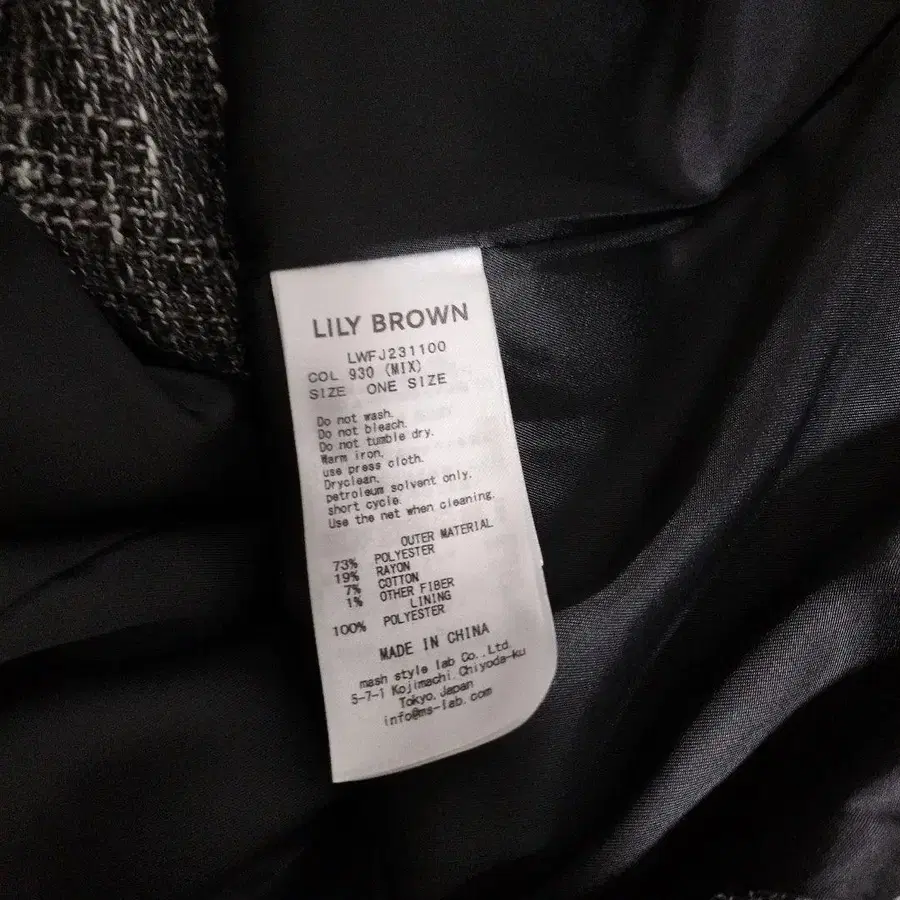 LILY BROWN
LWFJ231100
COL 930 (MIX)
SIZE ONE SIZE
Do not wash.
Do not bleach.
Do not tumble dry.
Warm iron,
use press cloth.
Dryclean,
petroleum solvent only.
short cycle.
Use the net when cleaning.
OUTER MATERIAL
73% POLYESTER
19% RAYON
7% COTTON
1% OTHER FIBER
LINING
100% POLYESTER
MADE IN CHINA
mash style lab Co.,Ltd.
5-7-1 Kojimachi,Chiyoda-ku
Tokyo,Japan
info@ms-lab.com